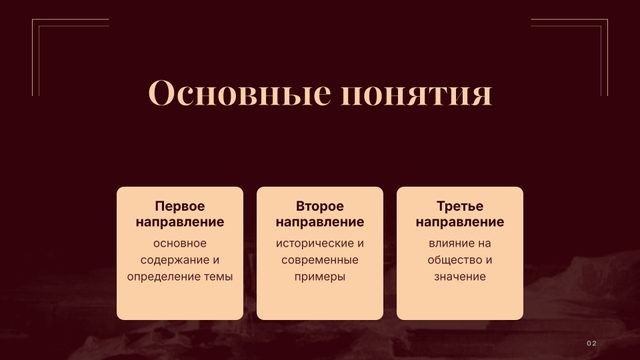 Основные понятия
Первое
направление
основное
содержание и
определение темы
Второе
направление
исторические и
современные
примеры
Третье
направление
влияние на
общество и
значение
02